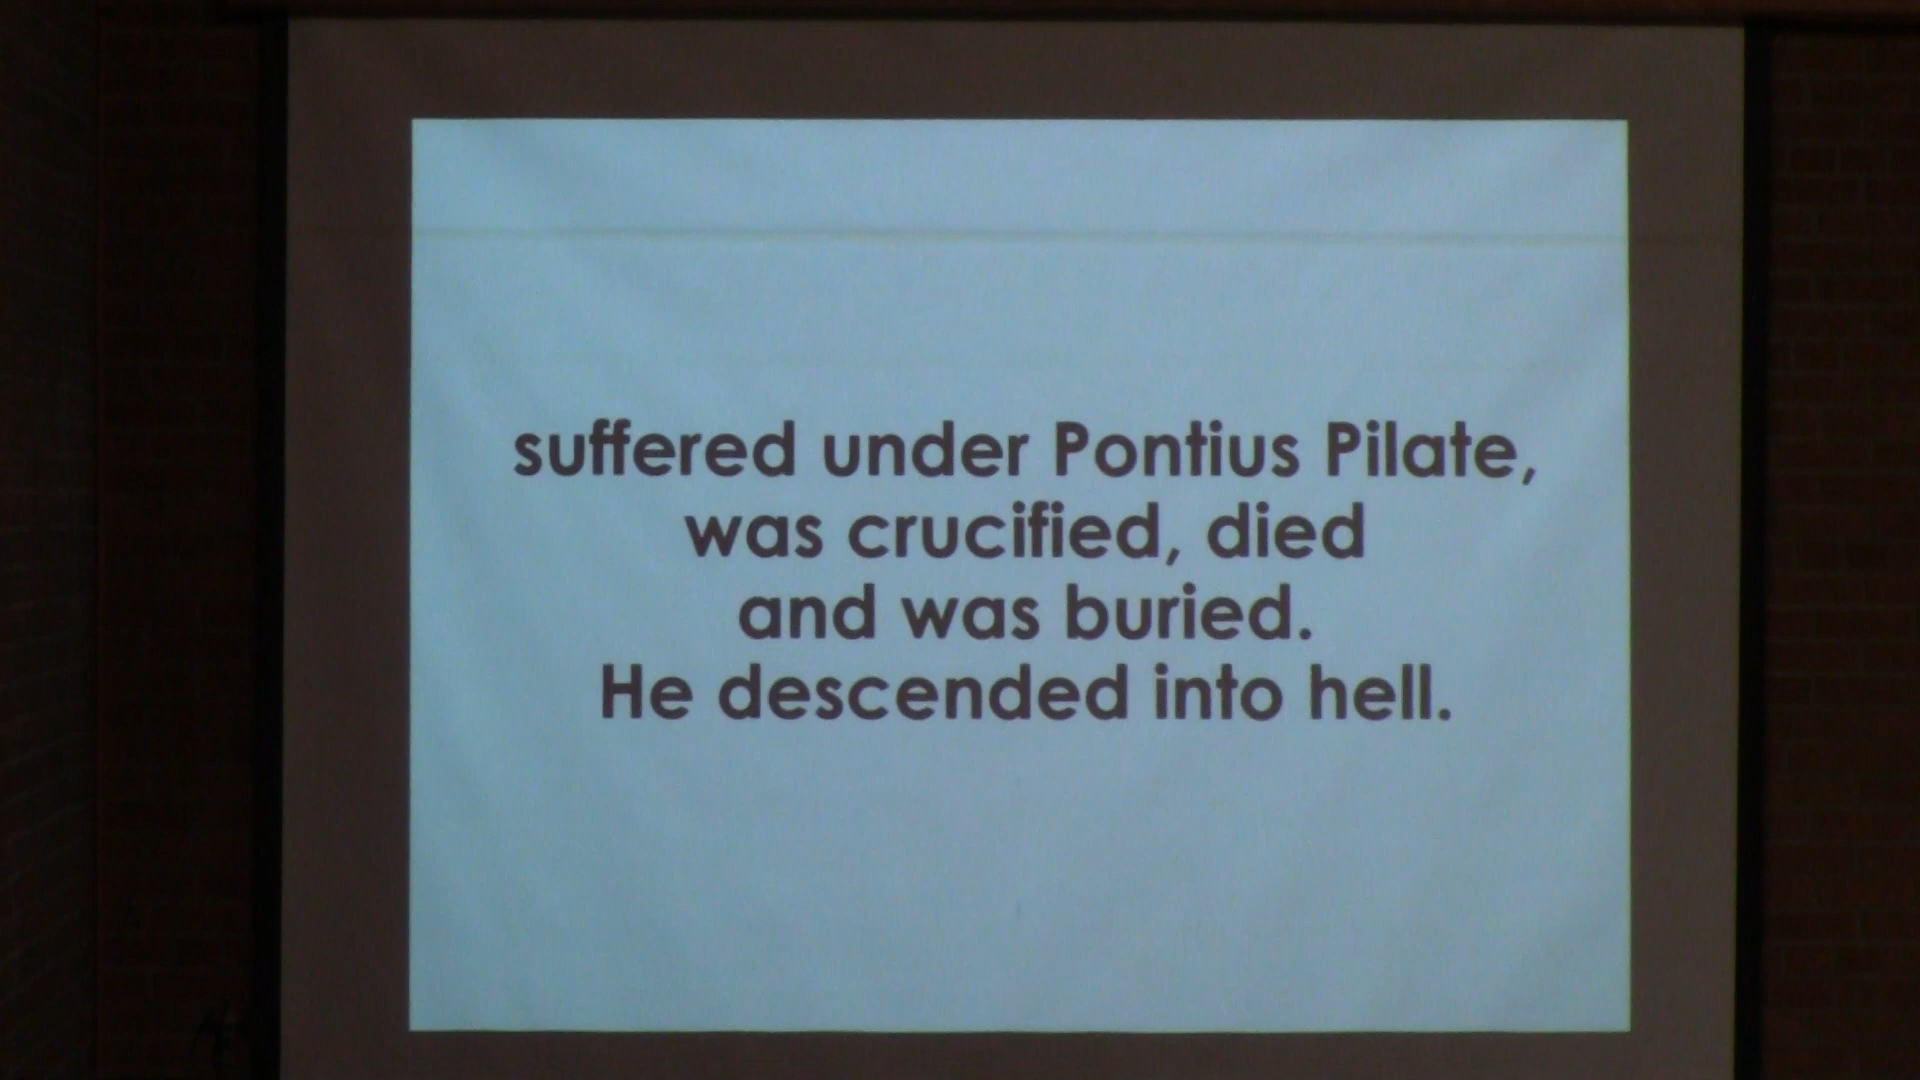 suffered under Pontius Pilate,
was crucified, died
and was buried.
He descended into hell.